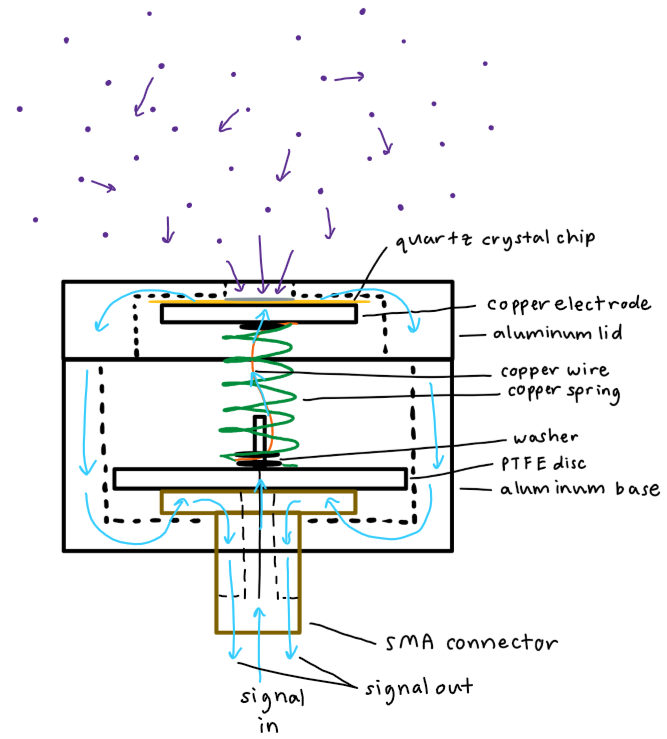 quartz crystal chip
copper electrode
aluminum lid
copper wire
copper spring
washer
PTFE disc
aluminum base
SMA connector
signal out
signal
in